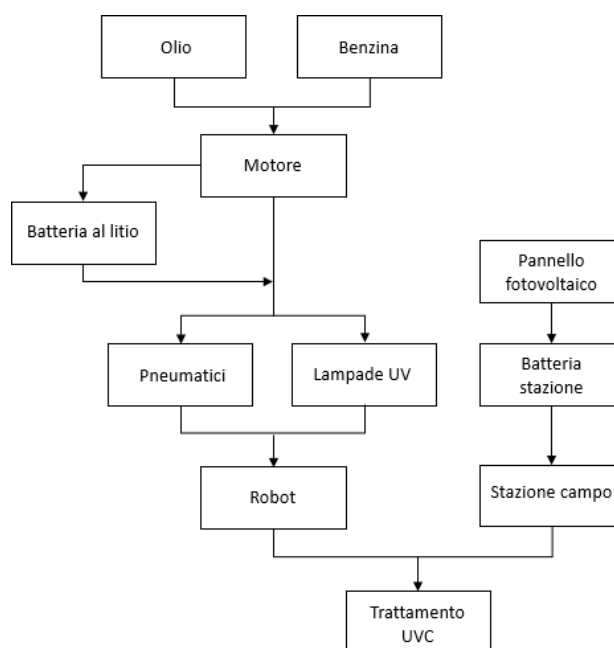 Olio
Benzina
Motore
Batteria al litio
Pannello
fotovoltaico
Pneumatici
Lampade UV
Batteria
stazione
Robot
Stazione campo
Trattamento
UVC